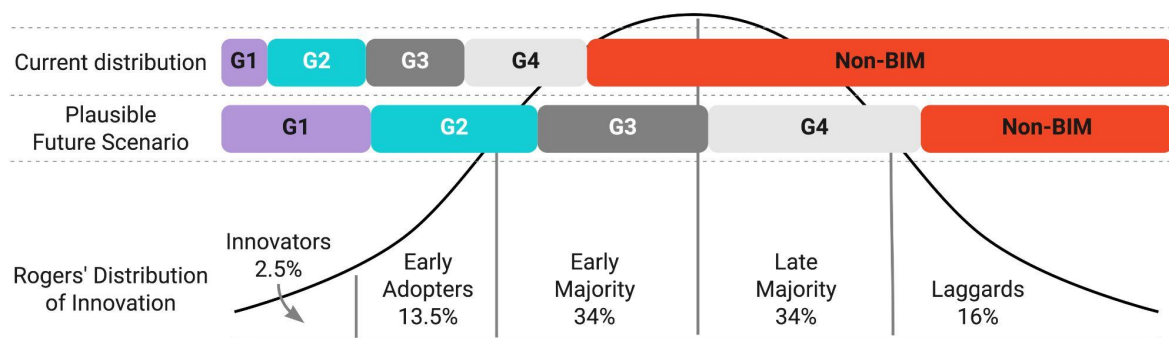 Current distribution
G1
G2
G3
G4
Non-BIM
Plausible
Future Scenario
G1
G2
G3
G4
Non-BIM
Rogers' Distribution
of Innovation
Innovators
2.5%
Early
Adopters
13.5%
Early
Majority
34%
Late
Majority
34%
Laggards
16%